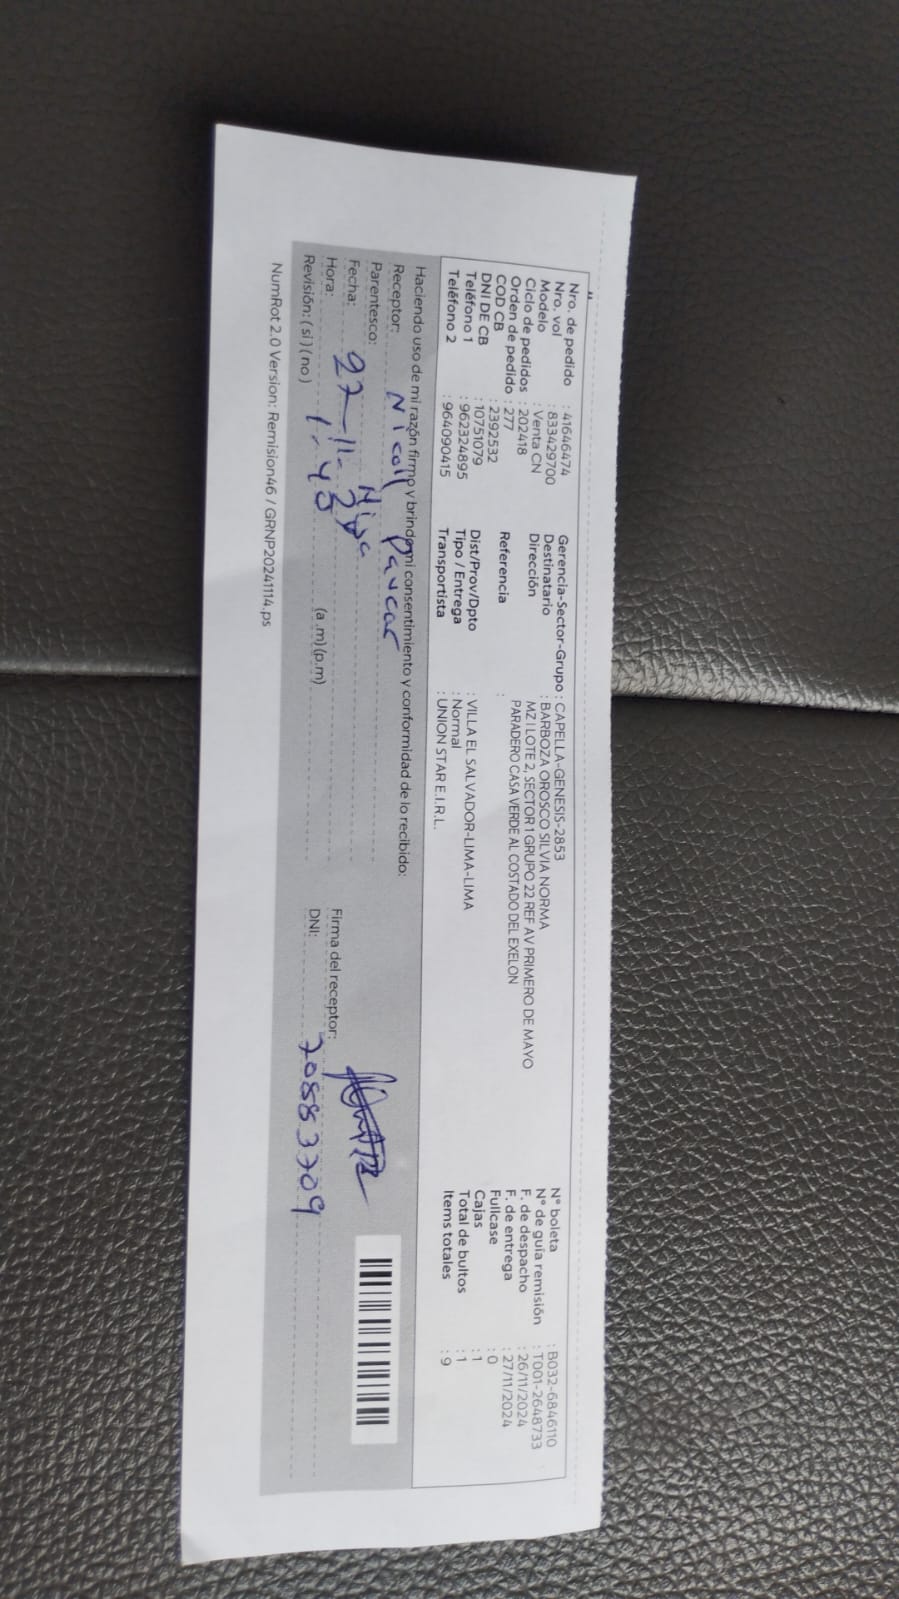 Nro. de pedido : 41646474
Nro. vol : 833429700
Modelo : Venta CN
Ciclo de pedidos : 202418
Orden de pedido : 277
COD CB : 2392532
DNI DE CB : 10751079
Teléfono 1 : 962324895
Teléfono 2 : 964090415
Gerencia-Sector-Grupo : CAPELLA-GENESIS-2853
Destinatario : BARBOZA OROSCO SILVIA NORMA
Dirección : MZ I LOTE 2, SECTOR 1 GRUPO 22 REF AV PRIMERO DE MAYO
PARADERO CASA VERDE AL COSTADO DEL EXELON
Referencia :
Dist/Prov/Dpto : VILLA EL SALVADOR-LIMA-LIMA
Tipo / Entrega : Normal
Transportista : UNION STAR E.I.R.L.
N° boleta : B032-6846110
N° de guía remisión : T001-2648733
F. de despacho : 26/11/2024
F. de entrega : 27/11/2024
Fullcase : 0
Cajas : 1
Total de bultos : 1
Items totales : 9
Haciendo uso de mi razón firmo y brindo mi consentimiento y conformidad de lo recibido:
Receptor: Nicoll Paucar
Parentesco: Hija
Fecha: 27-11-24
Hora: 1-48 (a.m) (p.m)
Revisión: (si) (no)
Firma del receptor:
DNI: 70883709
NumRot 2.0 Version: Remision46 / GRNP20241114.ps